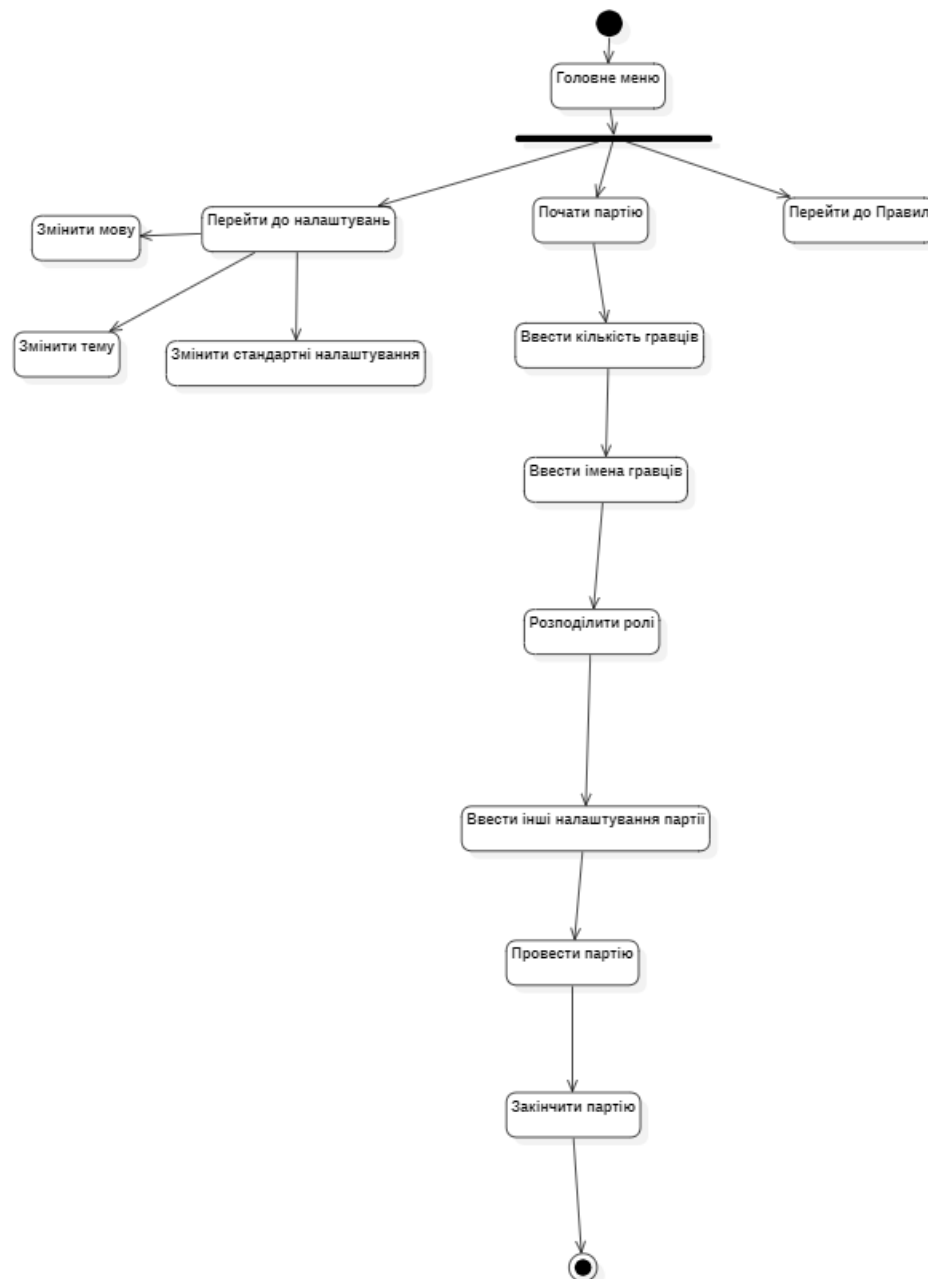 Головне меню
Перейти до налаштувань
Почати партію
Перейти до Правил
Змінити мову
Змінити тему
Змінити стандартні налаштування
Ввести кількість гравців
Ввести імена гравців
Розподілити ролі
Ввести інші налаштування партії
Провести партію
Закінчити партію